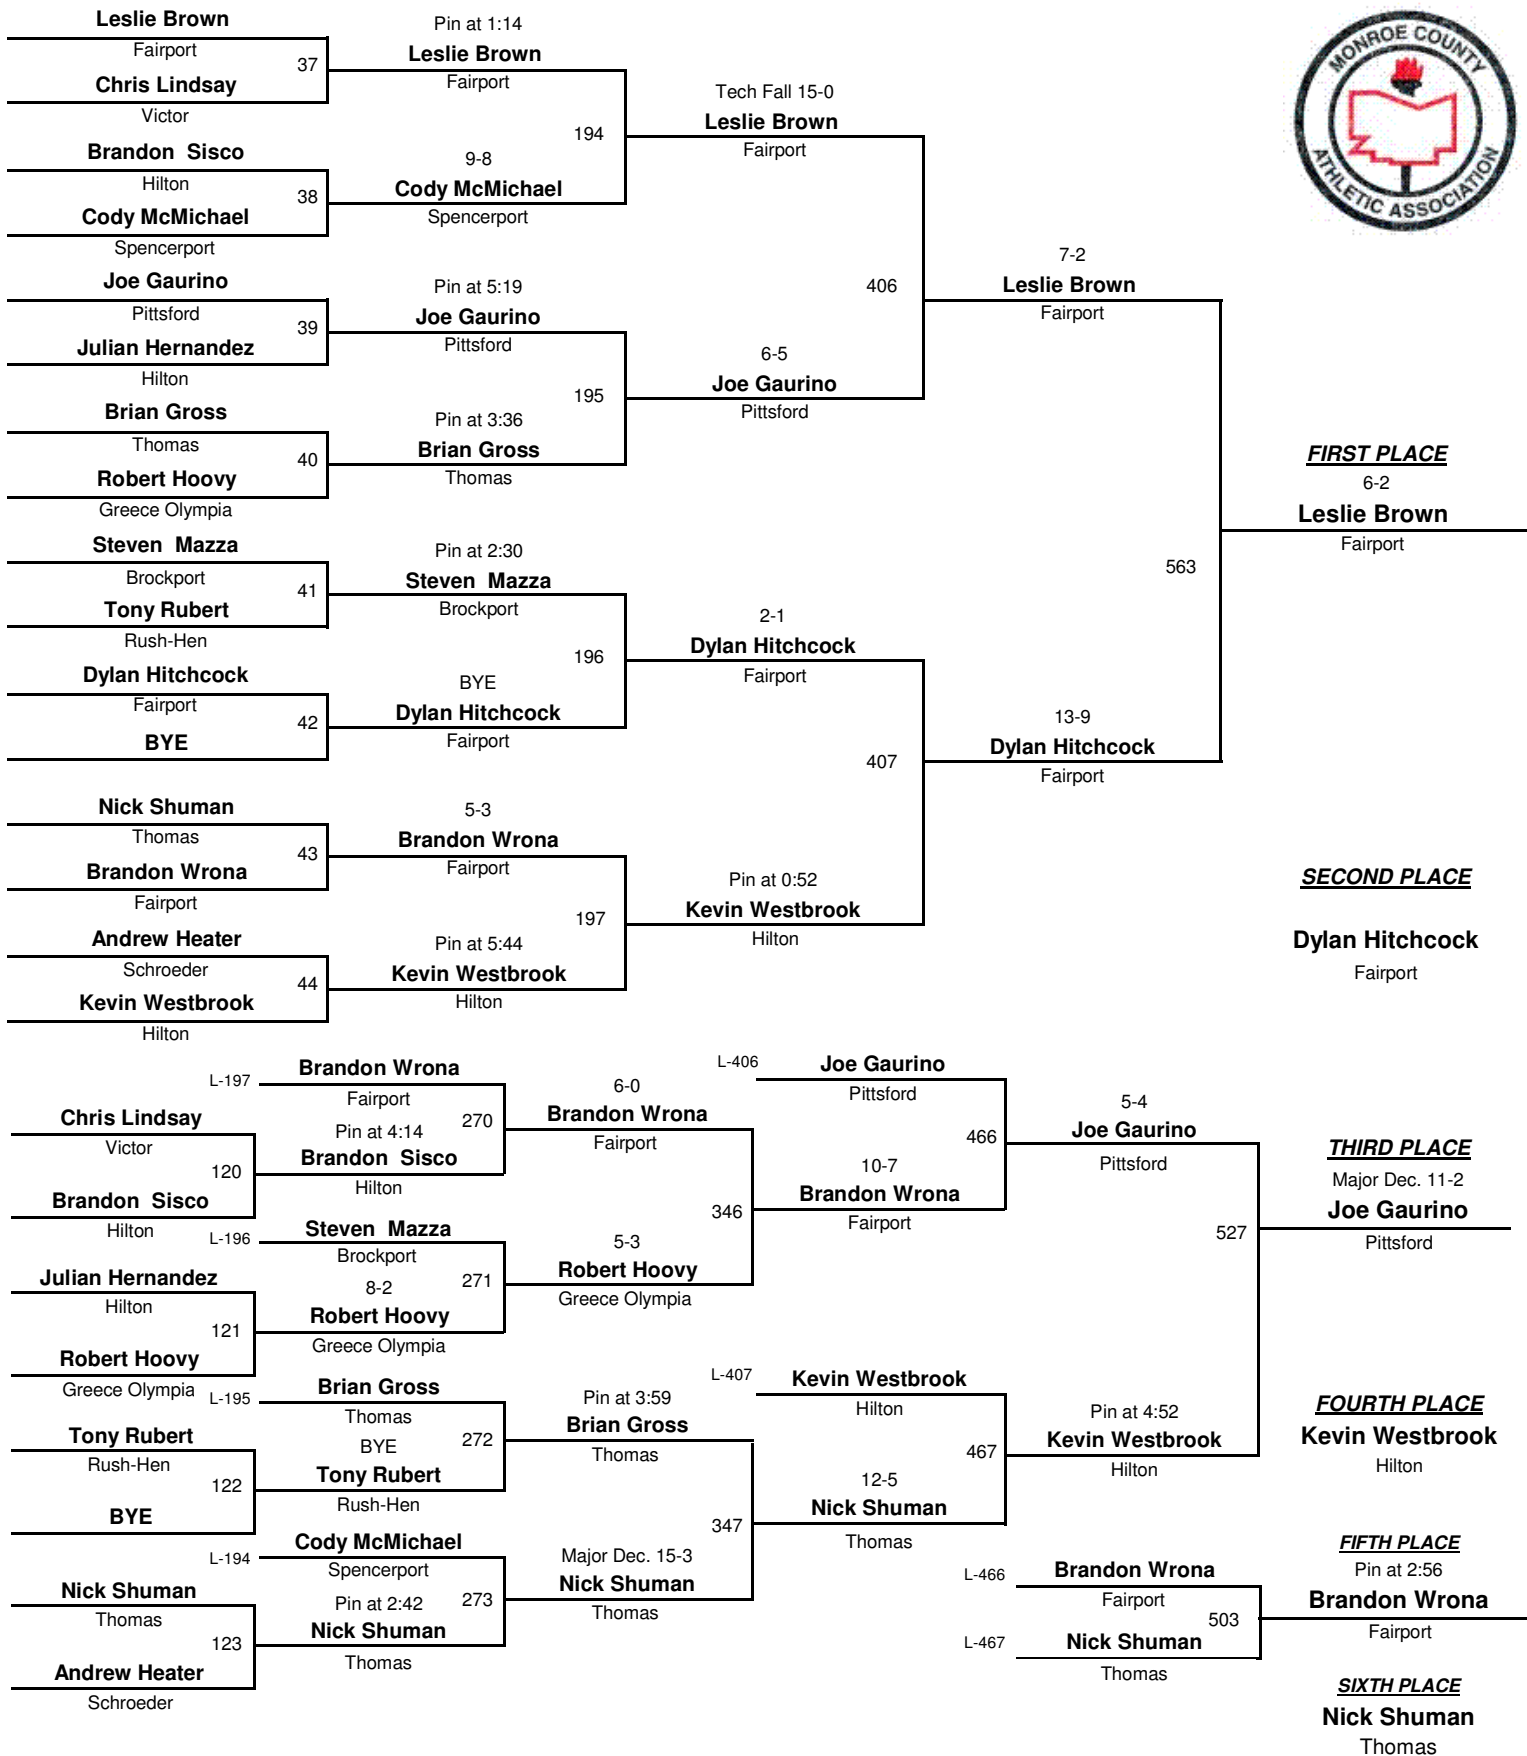 MONROE COUNTY
ATHLETIC ASSOCIATION
Leslie Brown
Fairport
37
Chris Lindsay
Victor
Brandon Sisco
Hilton
38
Cody McMichael
Spencerport
Joe Gaurino
Pittsford
39
Julian Hernandez
Hilton
Brian Gross
Thomas
40
Robert Hoovy
Greece Olympia
Steven Mazza
Brockport
41
Tony Rubert
Rush-Hen
Dylan Hitchcock
Fairport
42
BYE
Nick Shuman
Thomas
43
Brandon Wrona
Fairport
Andrew Heater
Schroeder
44
Kevin Westbrook
Hilton
Pin at 1:14
Leslie Brown
Fairport
194
9-8
Cody McMichael
Spencerport
Pin at 5:19
Joe Gaurino
Pittsford
195
Pin at 3:36
Brian Gross
Thomas
Pin at 2:30
Steven Mazza
Brockport
196
BYE
Dylan Hitchcock
Fairport
5-3
Brandon Wrona
Fairport
197
Pin at 5:44
Kevin Westbrook
Hilton
Tech Fall 15-0
Leslie Brown
Fairport
406
6-5
Joe Gaurino
Pittsford
2-1
Dylan Hitchcock
Fairport
407
Pin at 0:52
Kevin Westbrook
Hilton
7-2
Leslie Brown
Fairport
563
13-9
Dylan Hitchcock
Fairport
FIRST PLACE
6-2
Leslie Brown
Fairport
SECOND PLACE
Dylan Hitchcock
Fairport
Chris Lindsay
Victor
120
Brandon Sisco
Hilton
Julian Hernandez
Hilton
121
Robert Hoovy
Greece Olympia
Tony Rubert
Rush-Hen
122
BYE
Nick Shuman
Thomas
123
Andrew Heater
Schroeder
L-197
Brandon Wrona
Fairport
270
Pin at 4:14
Brandon Sisco
Hilton
L-196
Steven Mazza
Brockport
271
8-2
Robert Hoovy
Greece Olympia
L-195
Brian Gross
Thomas
272
BYE
Tony Rubert
Rush-Hen
L-194
Cody McMichael
Spencerport
273
Pin at 2:42
Nick Shuman
Thomas
6-0
Brandon Wrona
Fairport
346
5-3
Robert Hoovy
Greece Olympia
Pin at 3:59
Brian Gross
Thomas
347
Major Dec. 15-3
Nick Shuman
Thomas
L-406
Joe Gaurino
Pittsford
466
10-7
Brandon Wrona
Fairport
L-407
Kevin Westbrook
Hilton
467
12-5
Nick Shuman
Thomas
5-4
Joe Gaurino
Pittsford
527
Pin at 4:52
Kevin Westbrook
Hilton
THIRD PLACE
Major Dec. 11-2
Joe Gaurino
Pittsford
FOURTH PLACE
Kevin Westbrook
Hilton
L-466
Brandon Wrona
Fairport
503
L-467
Nick Shuman
Thomas
FIFTH PLACE
Pin at 2:56
Brandon Wrona
Fairport
SIXTH PLACE
Nick Shuman
Thomas